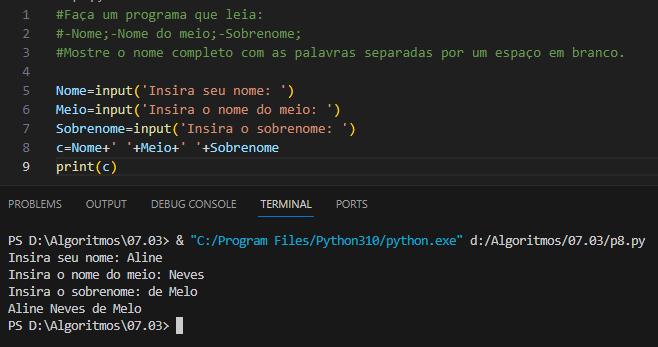 1 #Faça um programa que leia:
2 #-Nome;-Nome do meio;-Sobrenome;
3 #Mostre o nome completo com as palavras separadas por um espaço em branco.
4
5 Nome=input('Insira seu nome: ')
6 Meio=input('Insira o nome do meio: ')
7 Sobrenome=input('Insira o sobrenome: ')
8 c=Nome+' '+Meio+' '+Sobrenome
9 print(c)
PROBLEMS OUTPUT DEBUG CONSOLE TERMINAL PORTS
PS D:\Algoritmos\07.03> & "C:/Program Files/Python310/python.exe" d:/Algoritmos/07.03/p8.py
Insira seu nome: Aline
Insira o nome do meio: Neves
Insira o sobrenome: de Melo
Aline Neves de Melo
PS D:\Algoritmos\07.03>